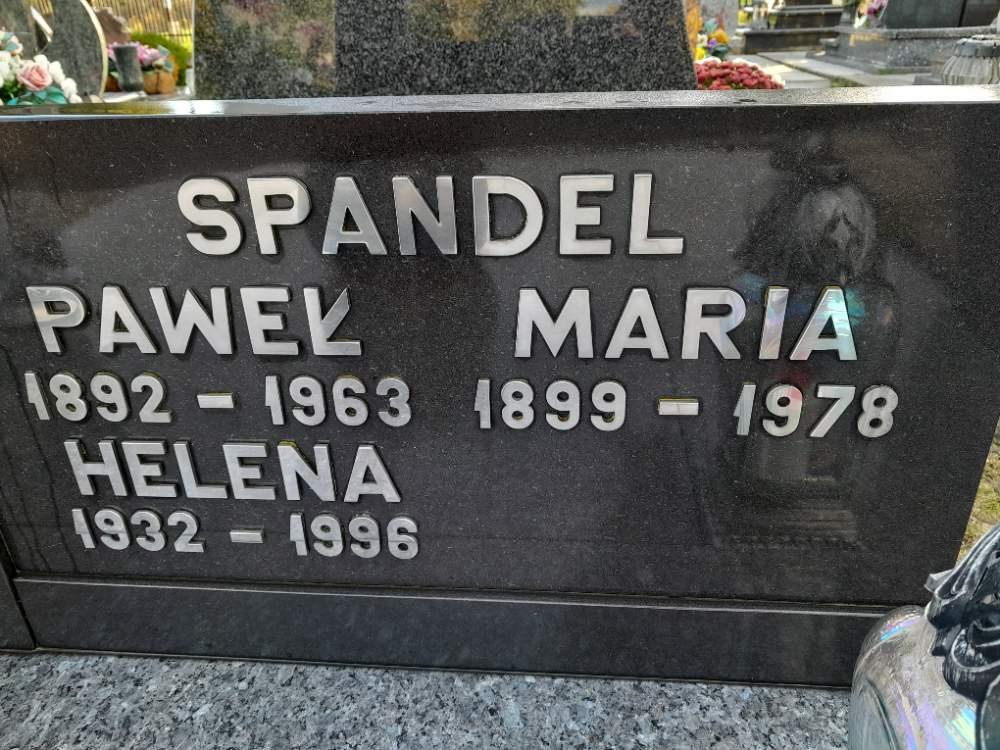 SPANDEL
PAWEŁ MARIA
1892 - 1963 1899 - 1978
HELENA
1932 - 1996